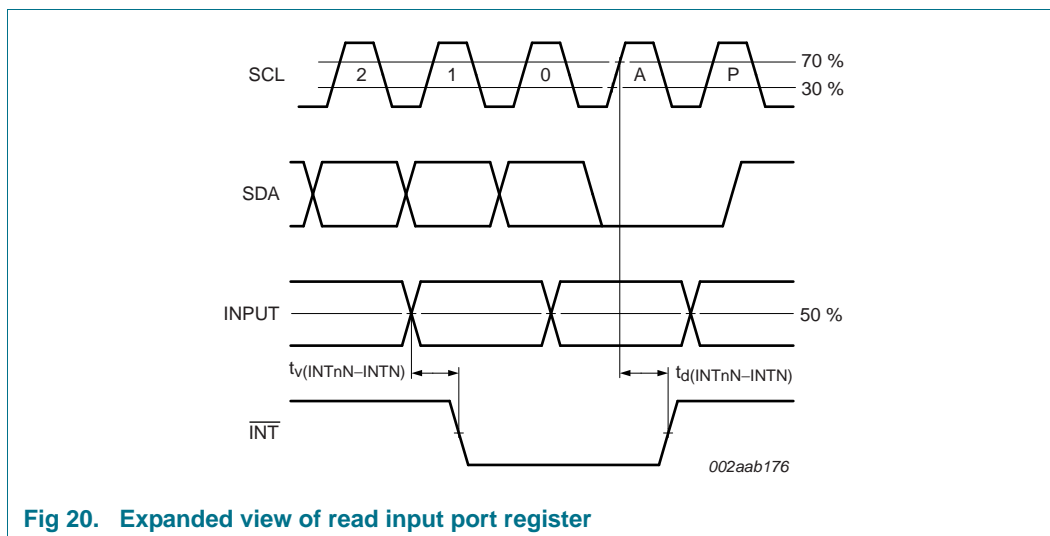 SCL
2
1
0
A
P
70 %
30 %
SDA
INPUT
50 %
tv(INTnN–INTN)
td(INTnN–INTN)
INT
002aab176
Fig 20. Expanded view of read input port register